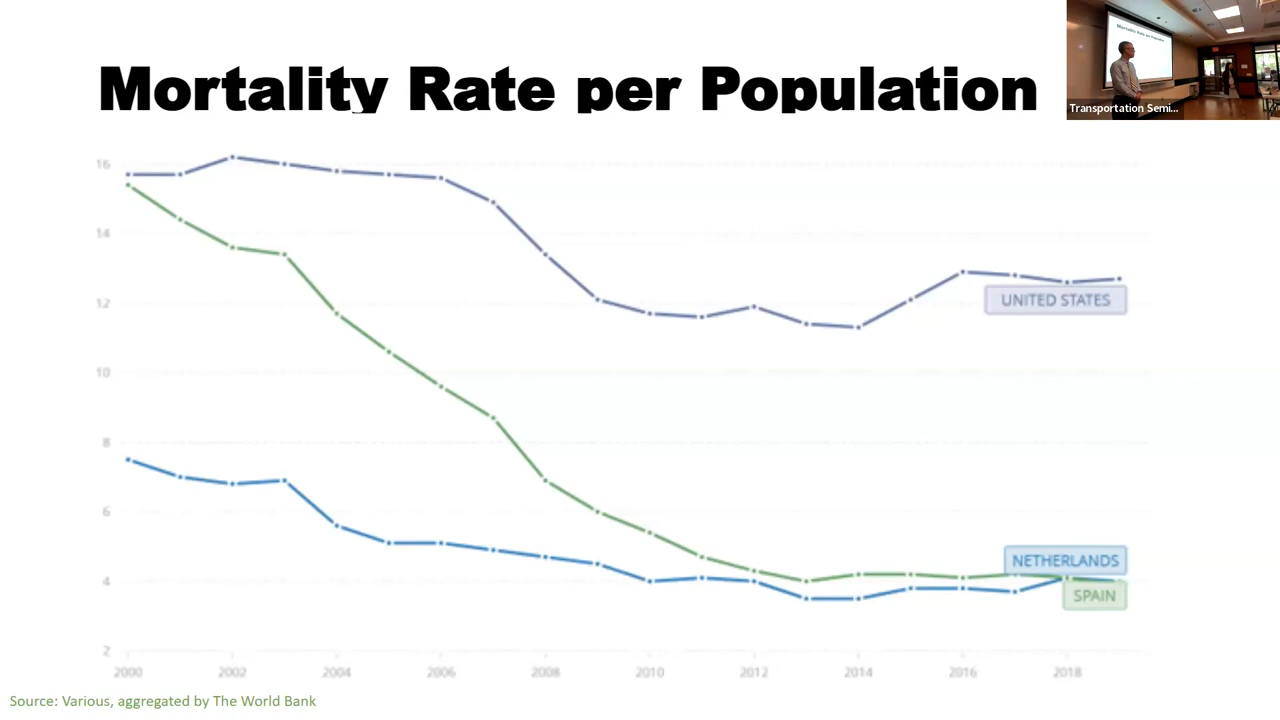 Mortality Rate per Population
Transportation Semi...
16
14
12
10
8
6
4
2
UNITED STATES
NETHERLANDS
SPAIN
2000 2002 2004 2006 2008 2010 2012 2014 2016 2018
Source: Various, aggregated by The World Bank